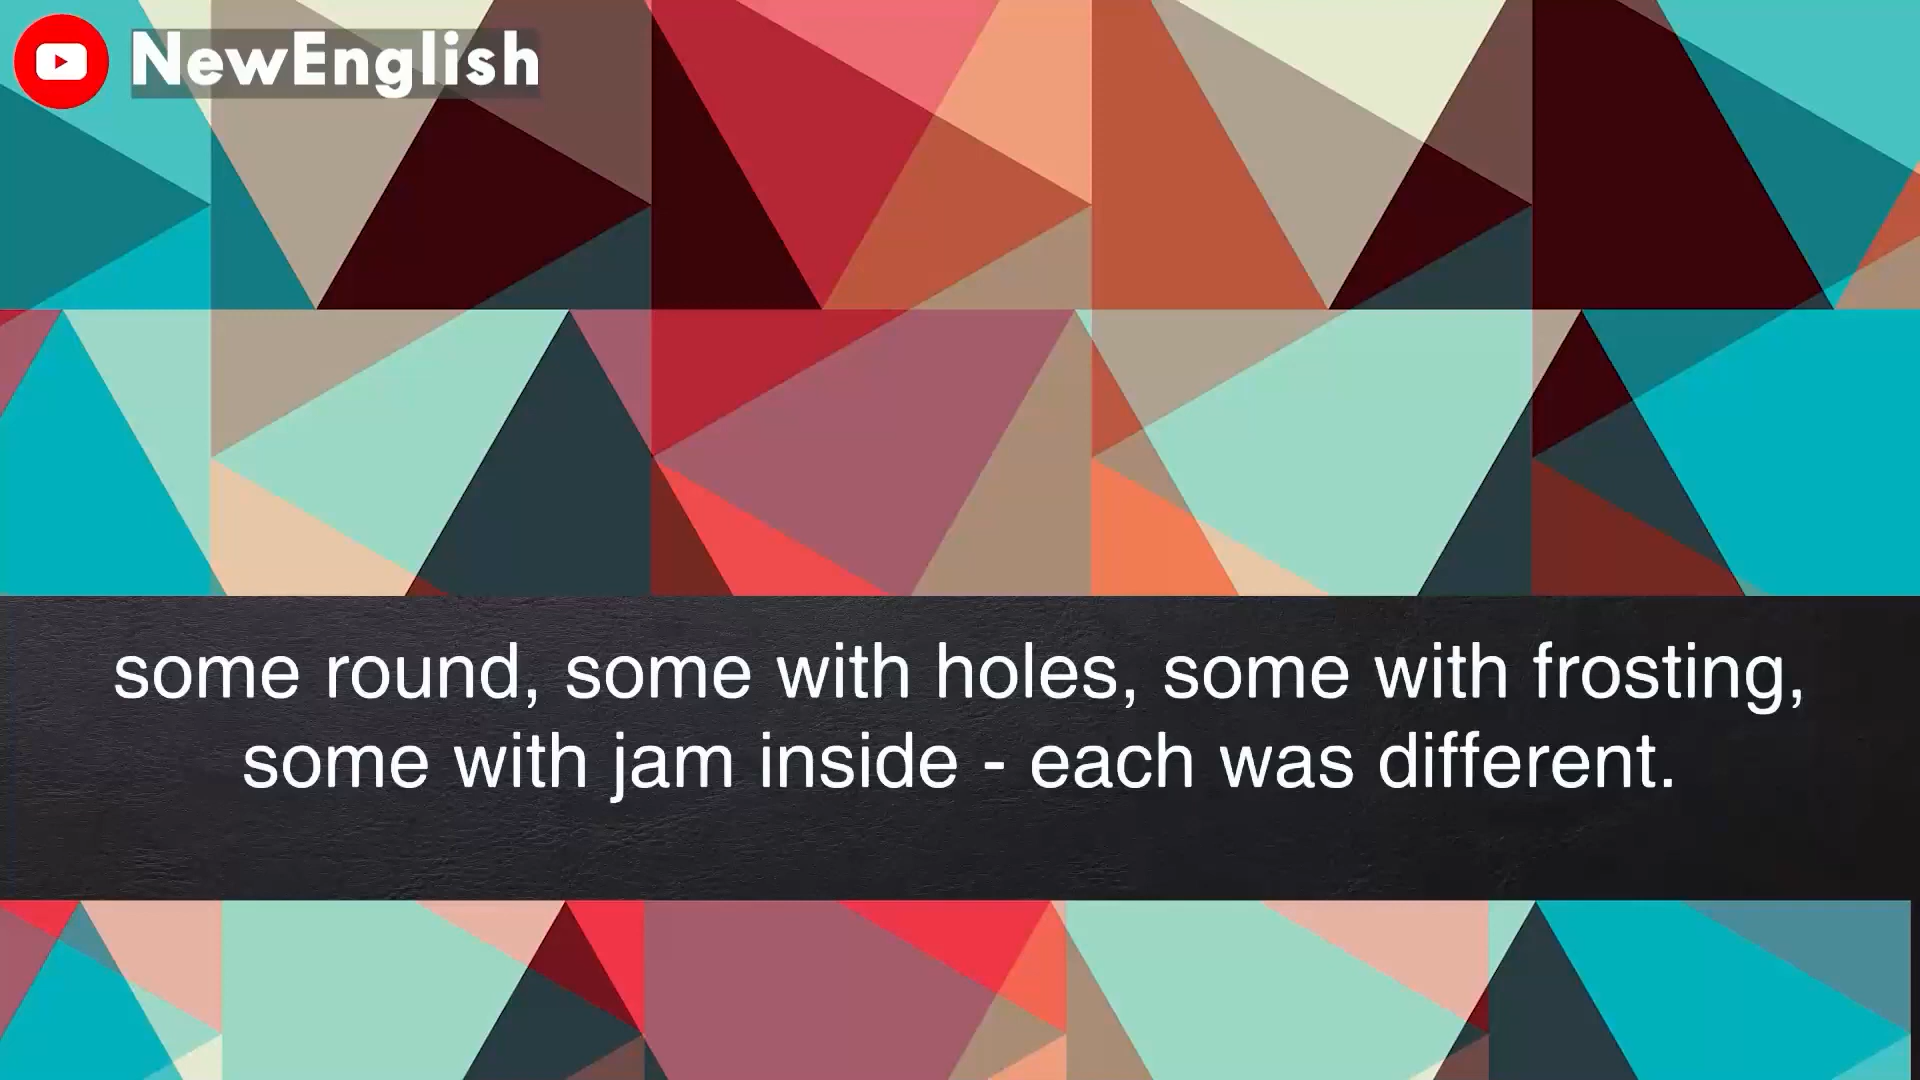 NewEnglish
some round, some with holes, some with frosting,
some with jam inside - each was different.